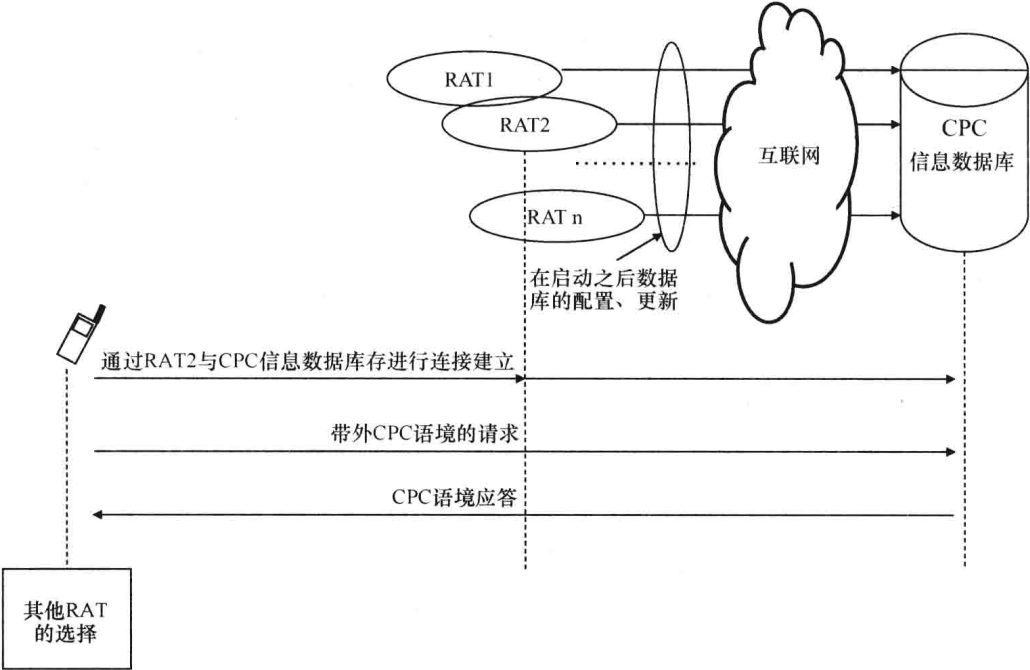 RAT1
RAT2
CPC
互联网
信息数据库
RAT n
在启动之后数据
库的配置、更新
通过RAT2与CPC信息数据库存进行连接建立
带外CPC语境的请求
CPC语境应答
其他RAT
的选择